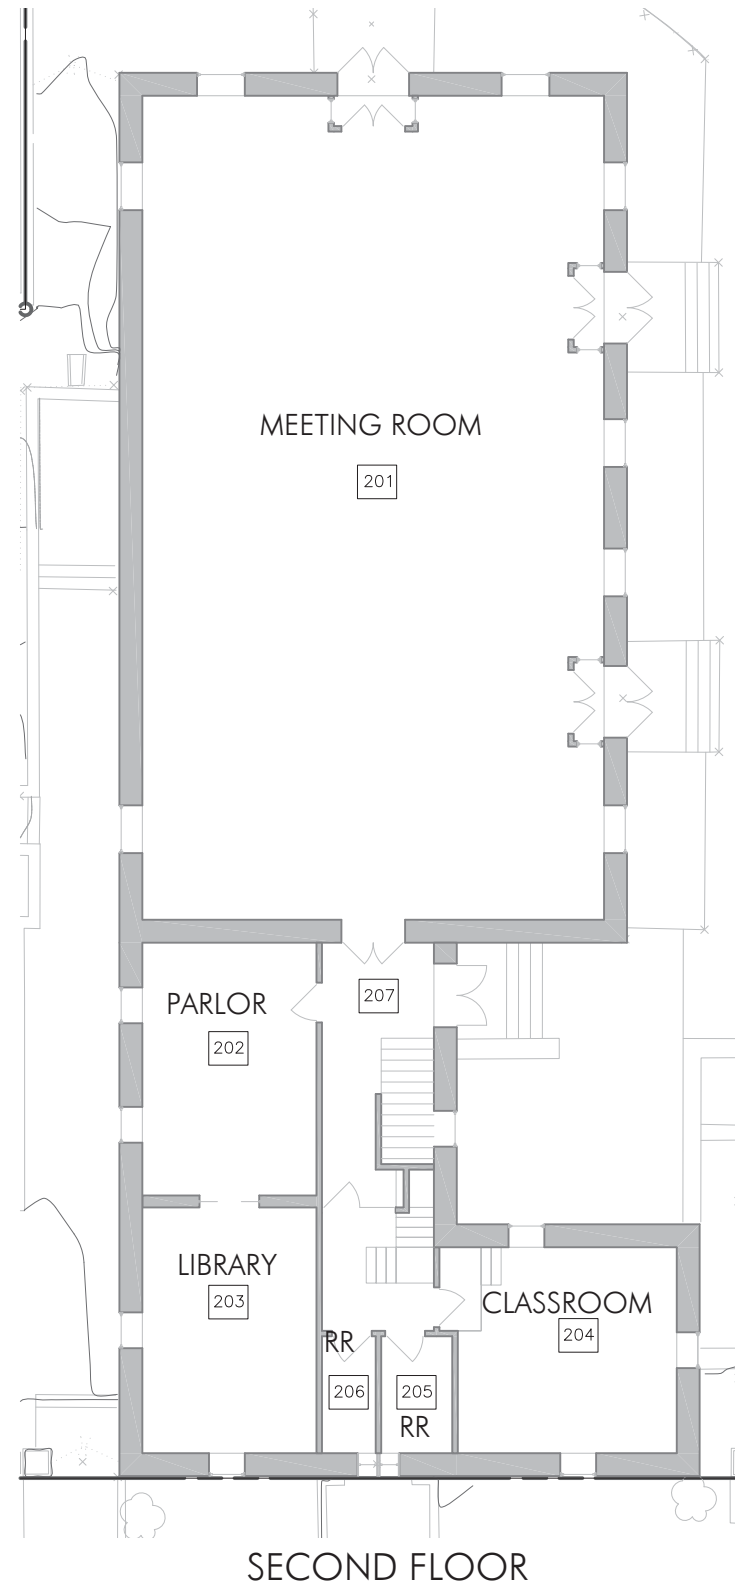 MEETING ROOM
201
PARLOR
202
207
LIBRARY
203
CLASSROOM
204
RR
206
205
RR
SECOND FLOOR